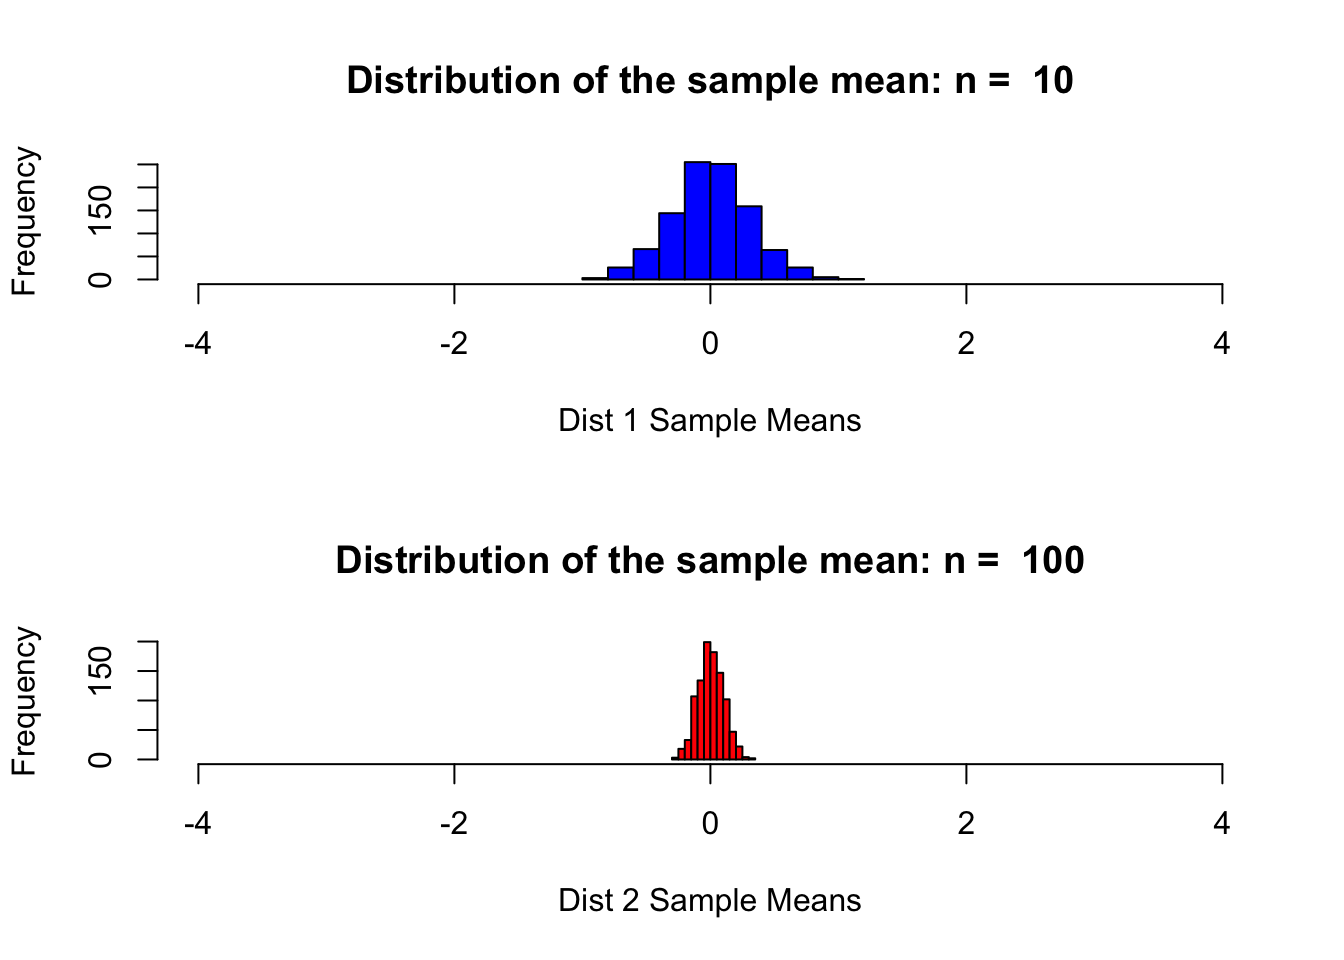 Distribution of the sample mean: n =  10
Frequency
150
0
-4 -2 0 2 4
Dist 1 Sample Means
Distribution of the sample mean: n =  100
Frequency
150
0
-4 -2 0 2 4
Dist 2 Sample Means